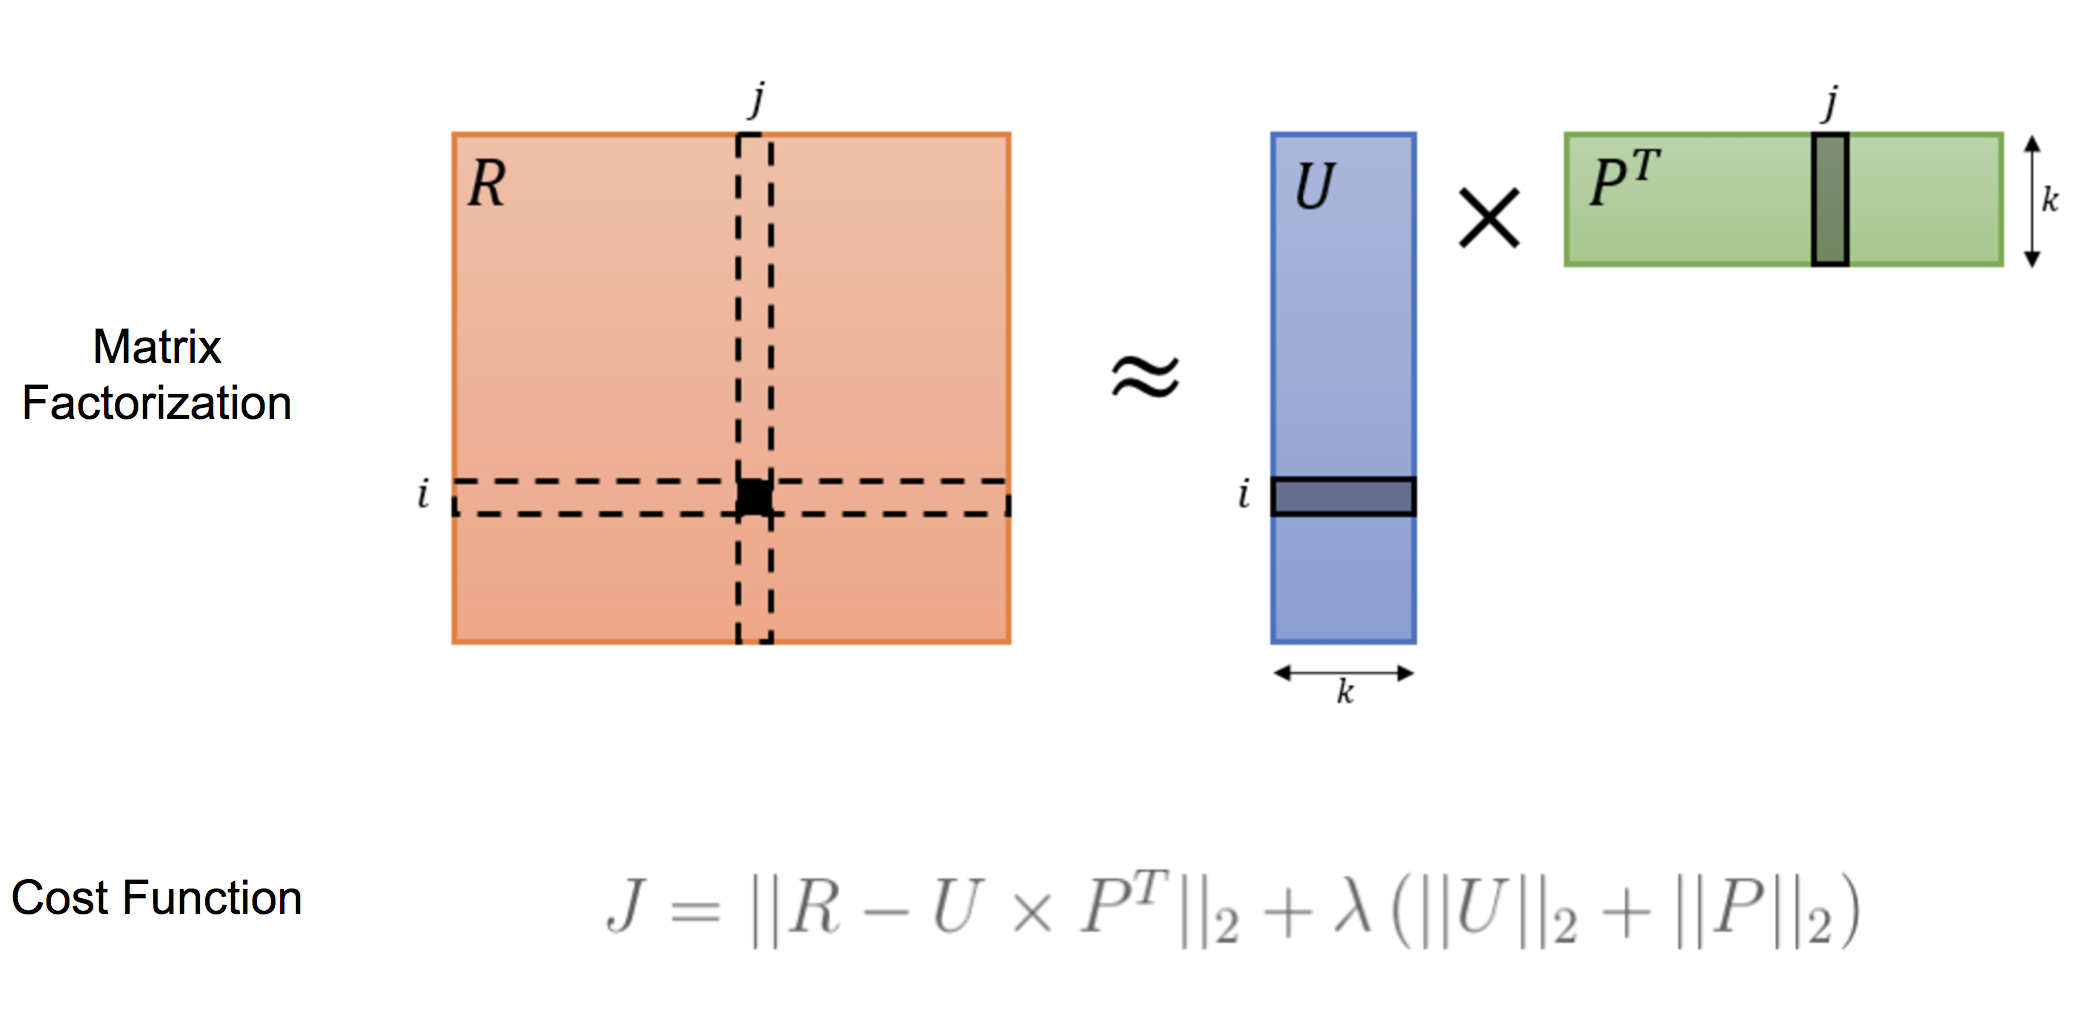 j
j
R
U
×
P^T
k
Matrix
Factorization
≈
i
i
k
Cost Function
J = ||R − U × P^T||_2 + λ (||U||_2 + ||P||_2)